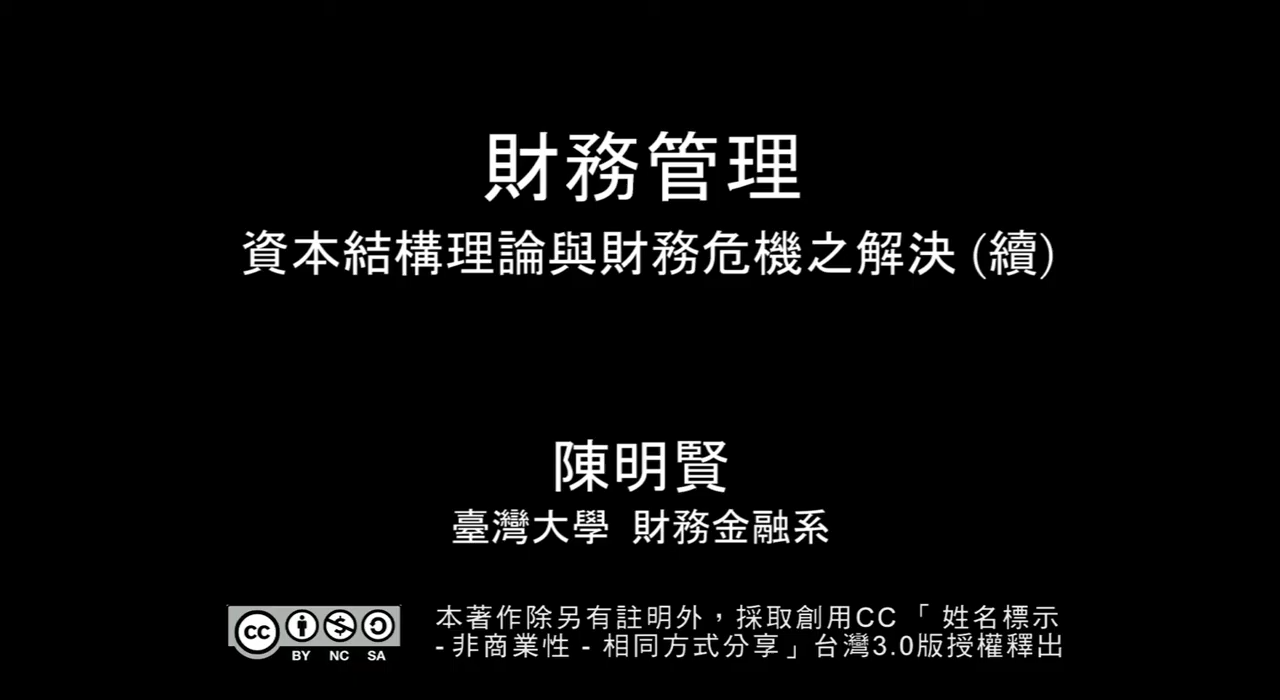 財務管理
資本結構理論與財務危機之解決 (續)
陳明賢
臺灣大學 財務金融系
本著作除另有註明外，採取創用CC「 姓名標示
- 非商業性 - 相同方式分享」台灣3.0版授權釋出
cc
BY NC SA